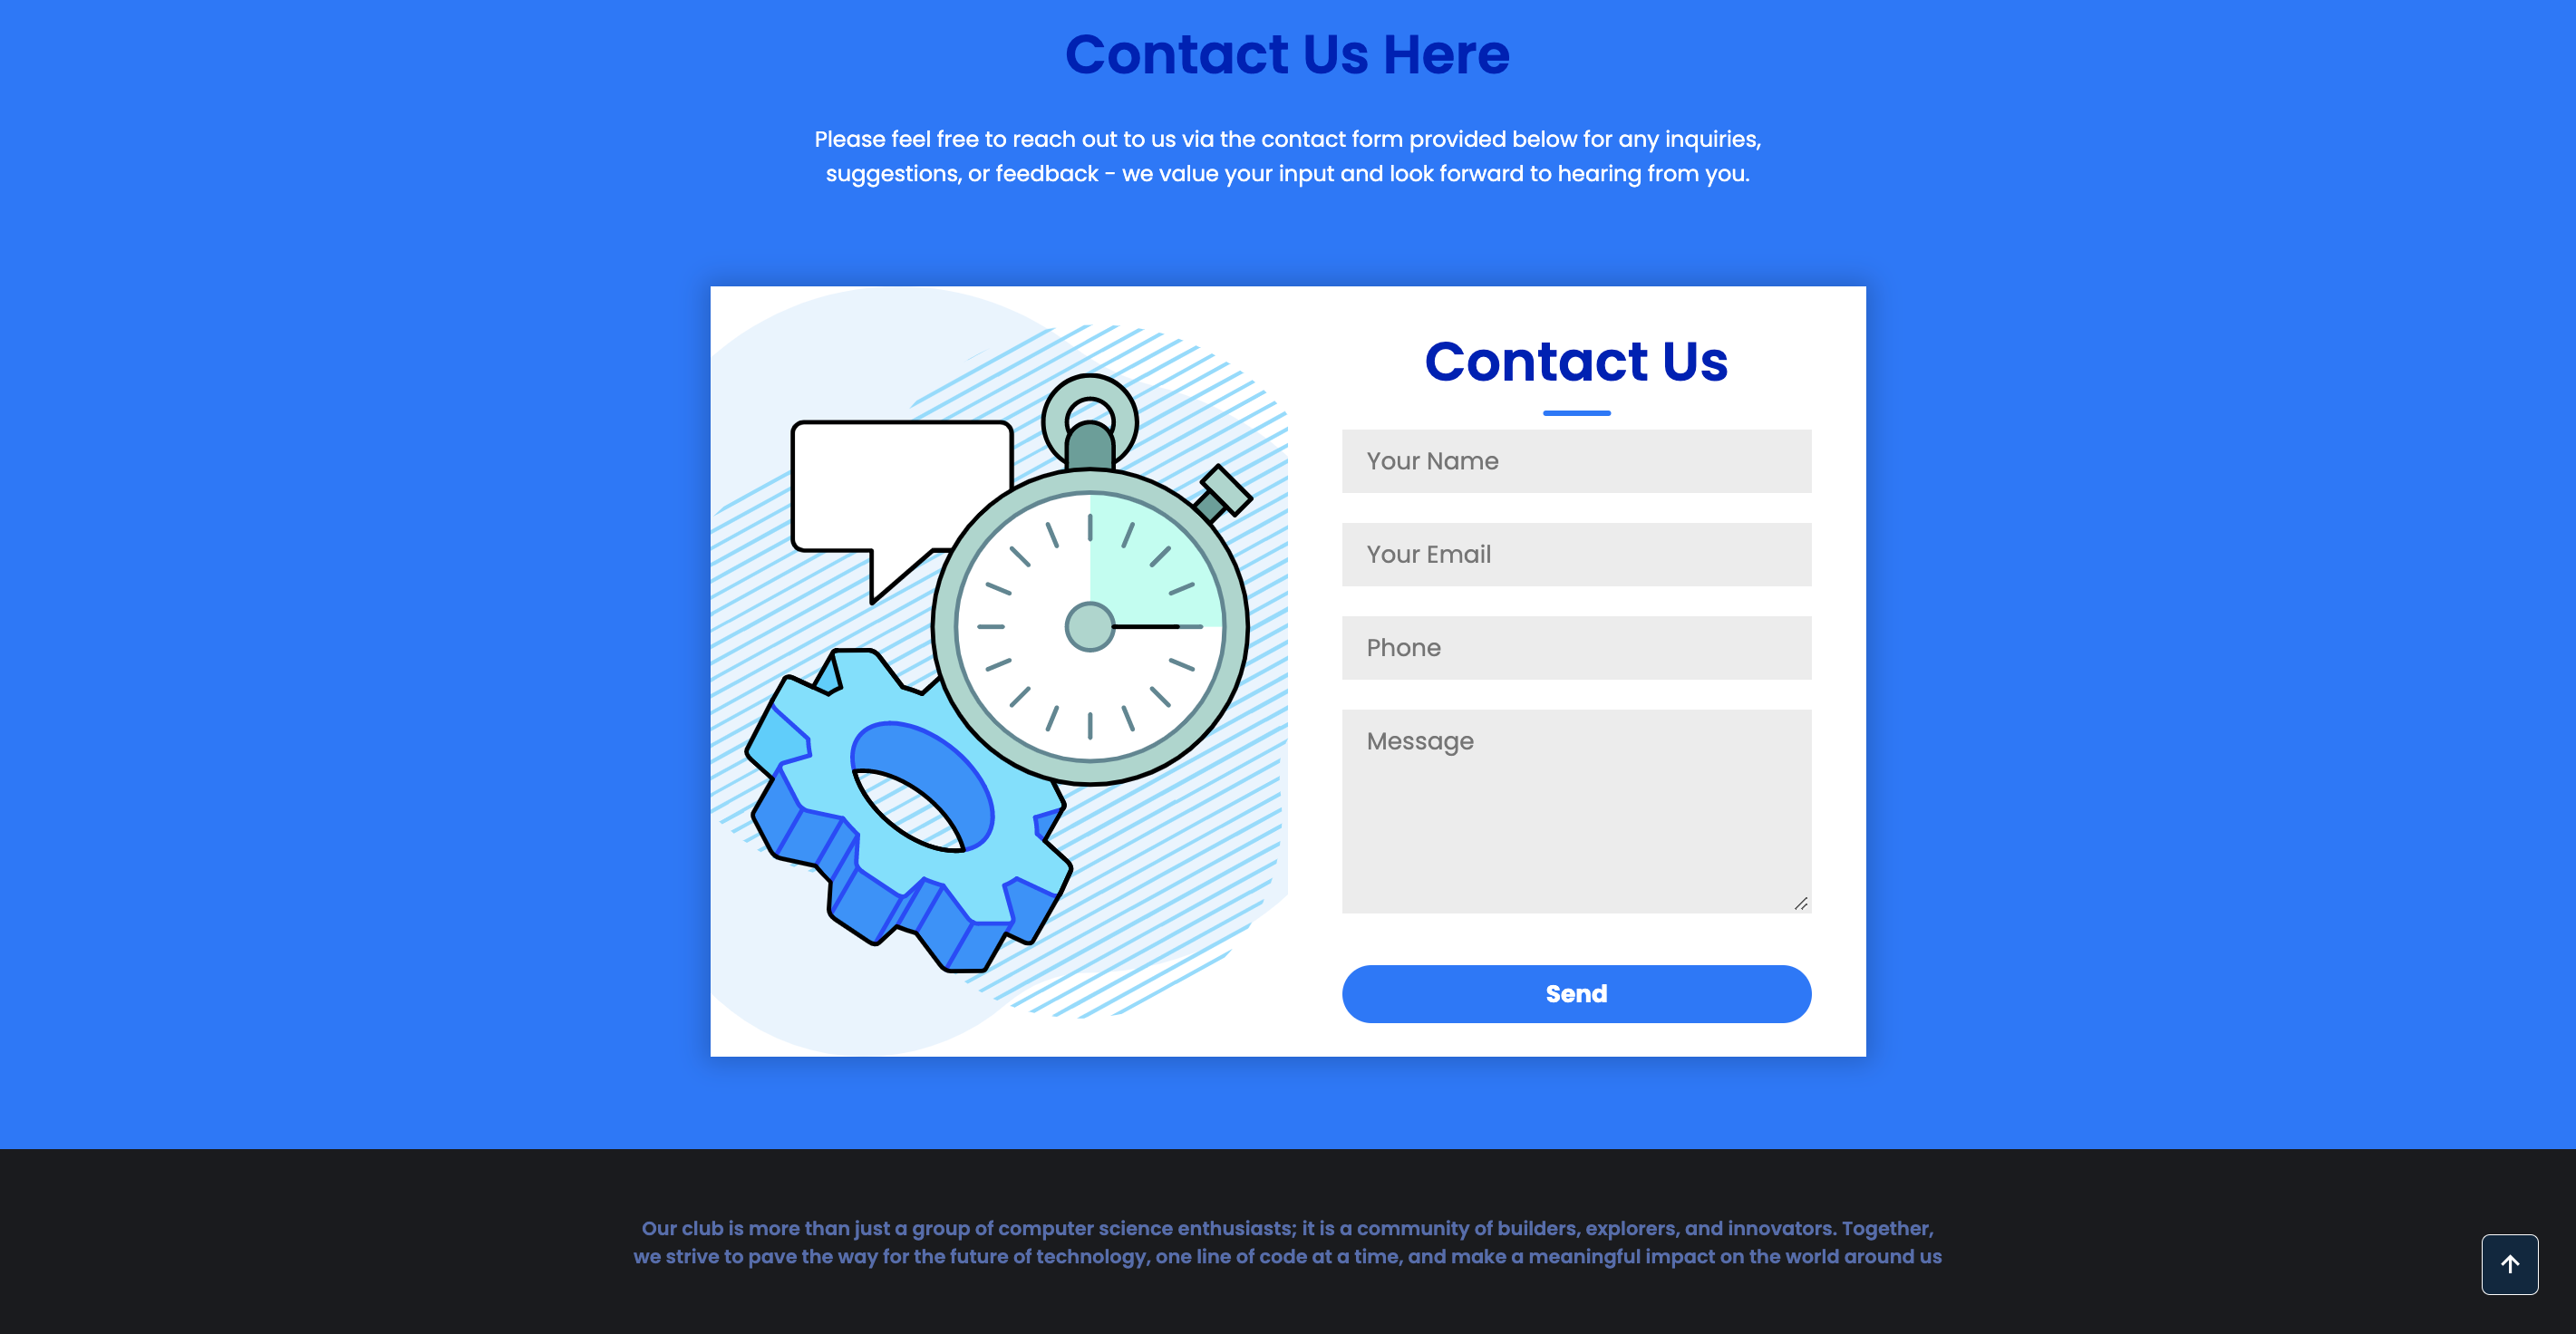 Contact Us Here
Please feel free to reach out to us via the contact form provided below for any inquiries,
suggestions, or feedback - we value your input and look forward to hearing from you.
Contact Us
Your Name
Your Email
Phone
Message
Send
Our club is more than just a group of computer science enthusiasts; it is a community of builders, explorers, and innovators. Together,
we strive to pave the way for the future of technology, one line of code at a time, and make a meaningful impact on the world around us